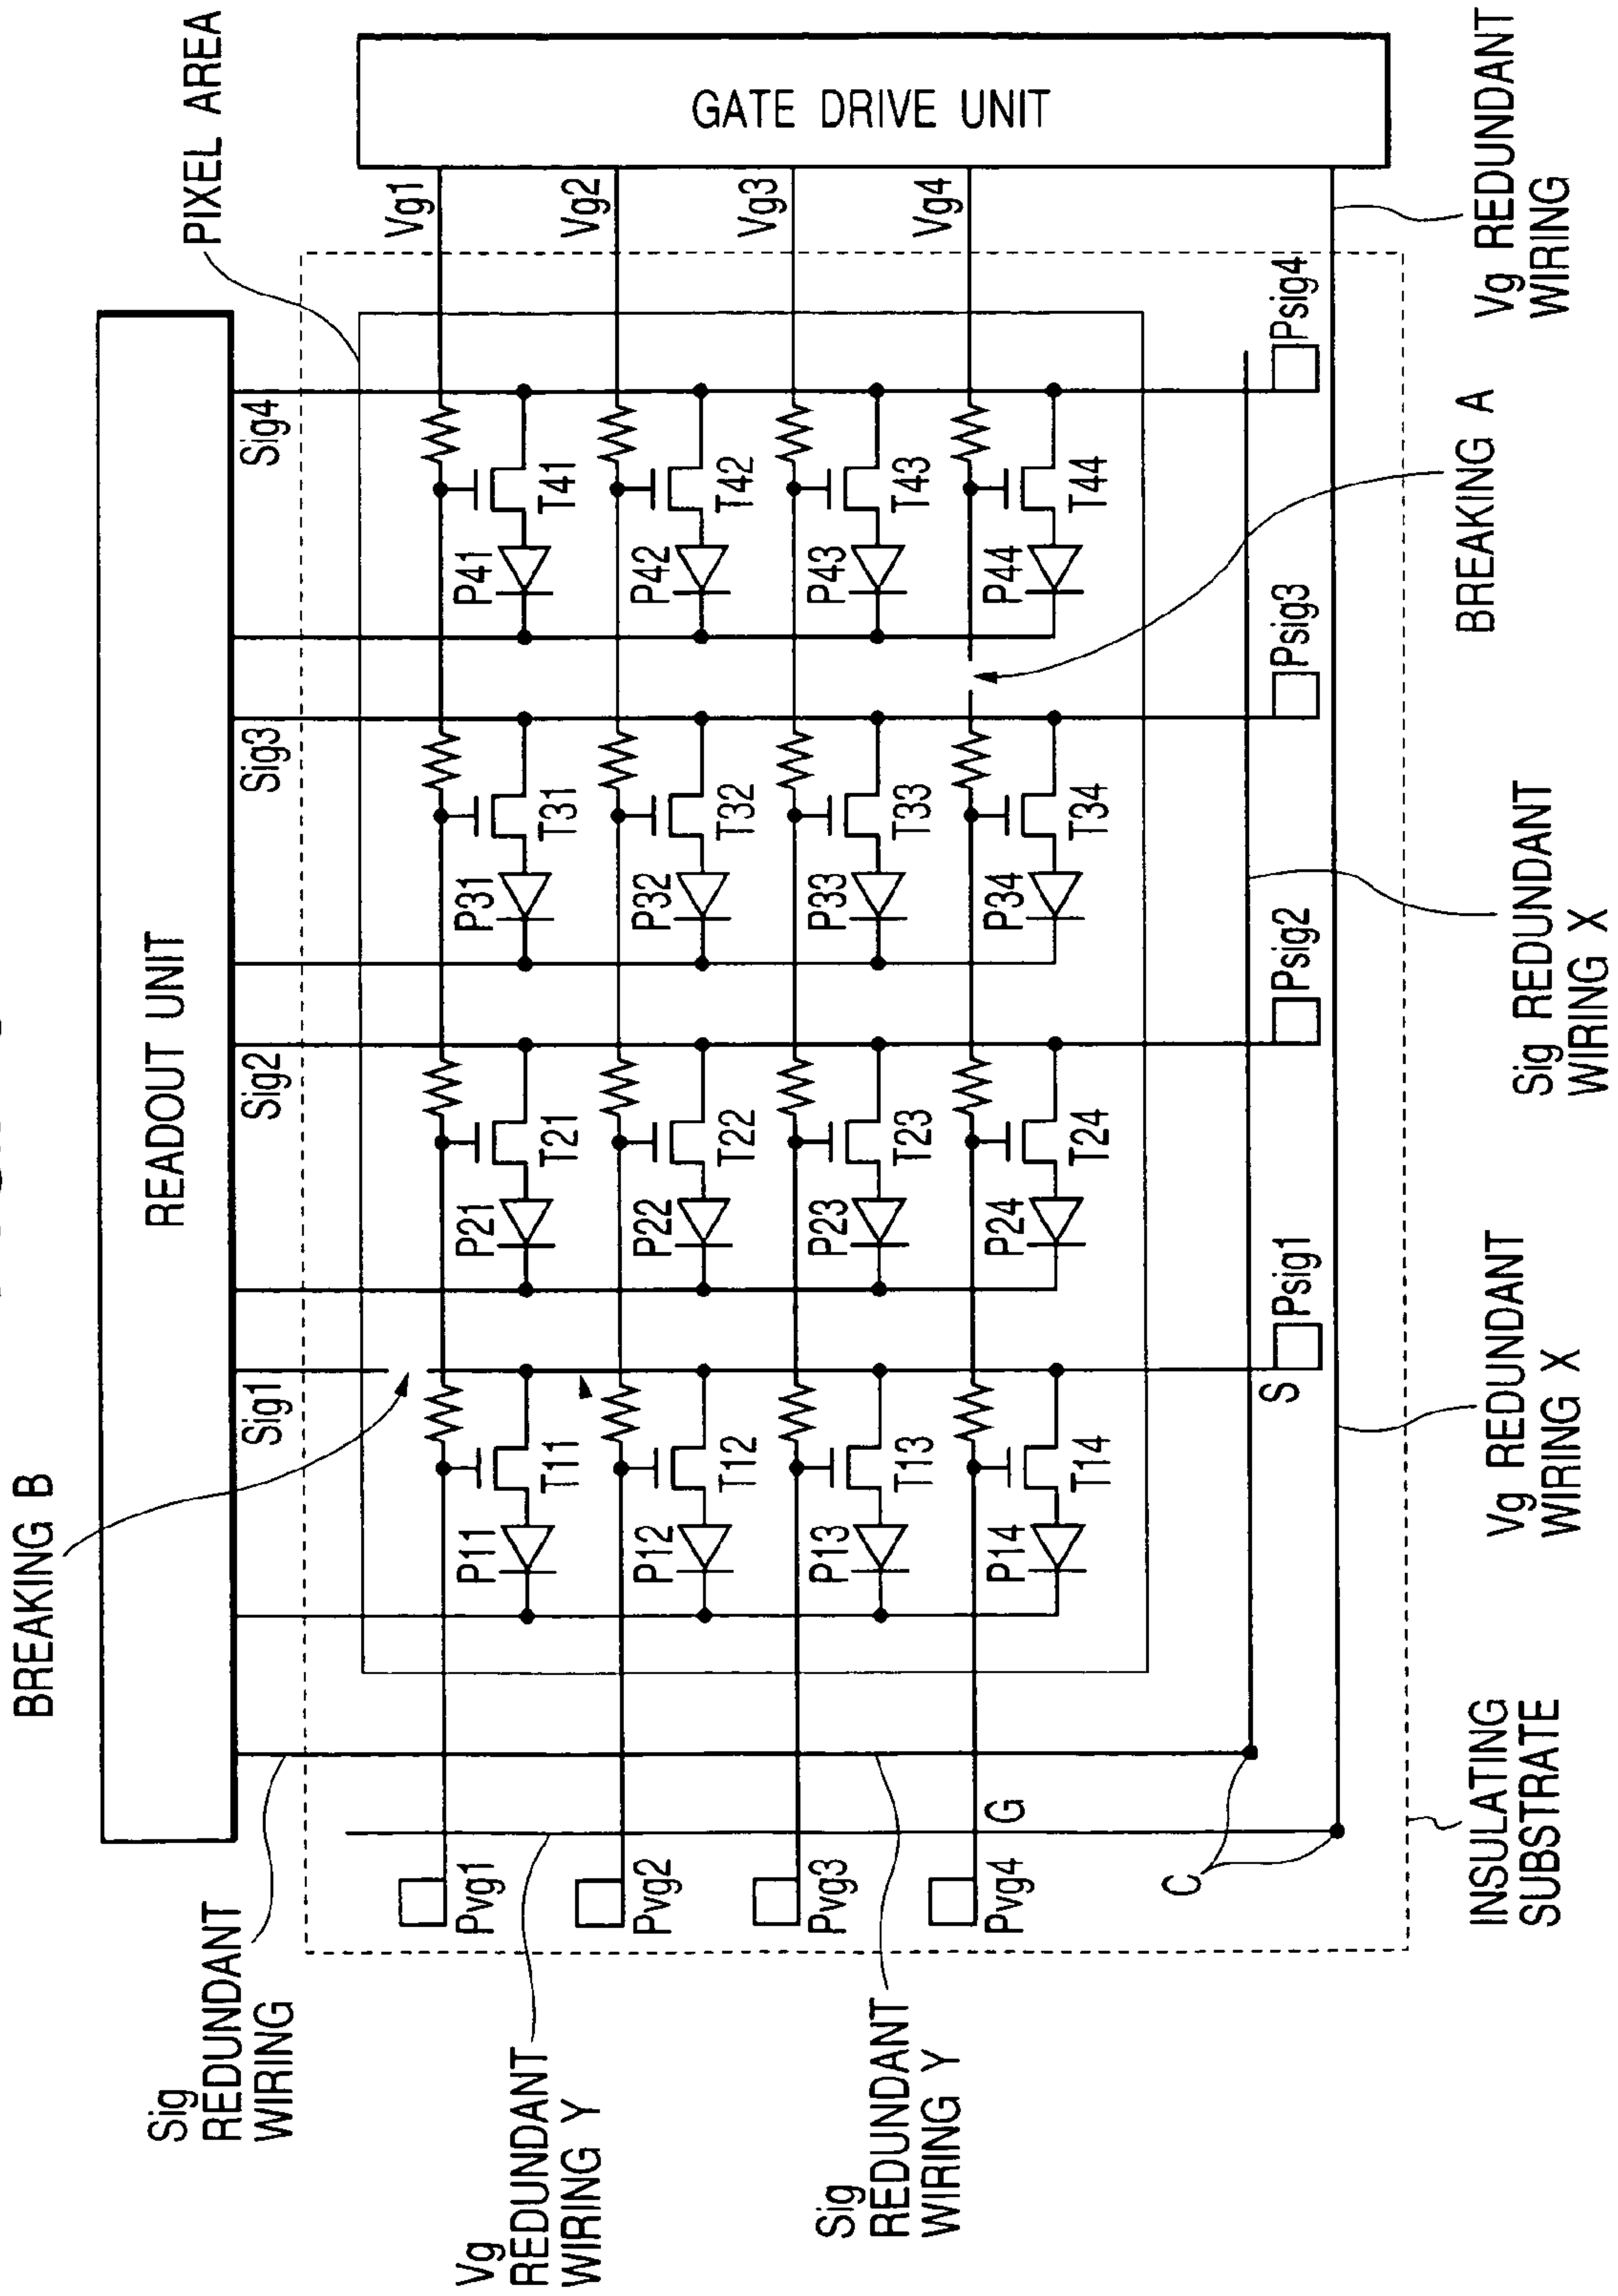 BREAKING B
PIXEL AREA
READOUT UNIT
GATE DRIVE UNIT
Sig
REDUNDANT
WIRING
Sig1
Sig2
Sig3
Sig4
Vg1
Vg2
Vg3
Vg4
Pvg1
P11
T11
P21
T21
P31
T31
P41
T41
Vg
REDUNDANT
WIRING Y
Pvg2
P12
T12
P22
T22
P32
T32
P42
T42
Sig
REDUNDANT
WIRING Y
Pvg3
P13
T13
P23
T23
P33
T33
P43
T43
Pvg4
G
P14
T14
P24
T24
P34
T34
P44
T44
C
S
Psig1
Psig2
Psig3
Psig4
INSULATING
SUBSTRATE
Vg REDUNDANT
WIRING X
Sig REDUNDANT
WIRING X
BREAKING A
Vg REDUNDANT
WIRING